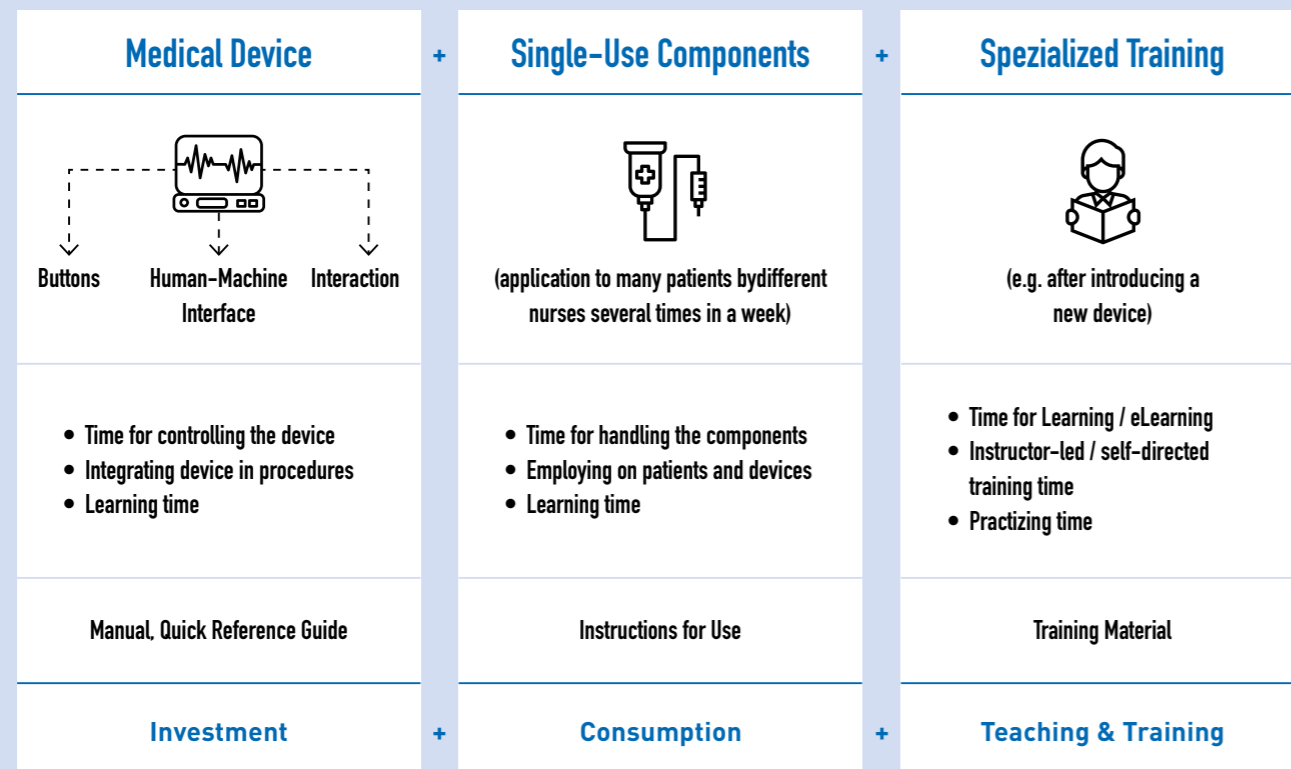 Medical Device + Single-Use Components + Spezialized Training
Buttons
Human-Machine
Interface
Interaction
(application to many patients bydifferent
nurses several times in a week)
(e.g. after introducing a
new device)
• Time for controlling the device
• Integrating device in procedures
• Learning time
• Time for handling the components
• Employing on patients and devices
• Learning time
• Time for Learning / eLearning
• Instructor-led / self-directed
training time
• Practizing time
Manual, Quick Reference Guide
Instructions for Use
Training Material
Investment + Consumption + Teaching & Training